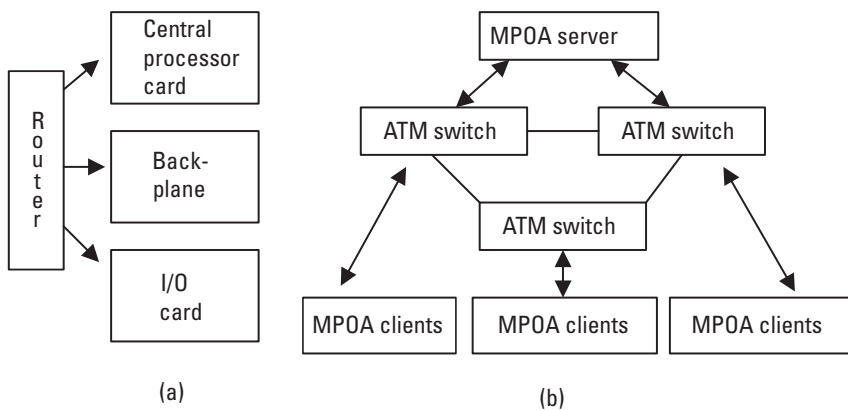 Router
Central
processor
card
Back-
plane
I/O
card
(a)
MPOA server
ATM switch
ATM switch
ATM switch
MPOA clients
MPOA clients
MPOA clients
(b)